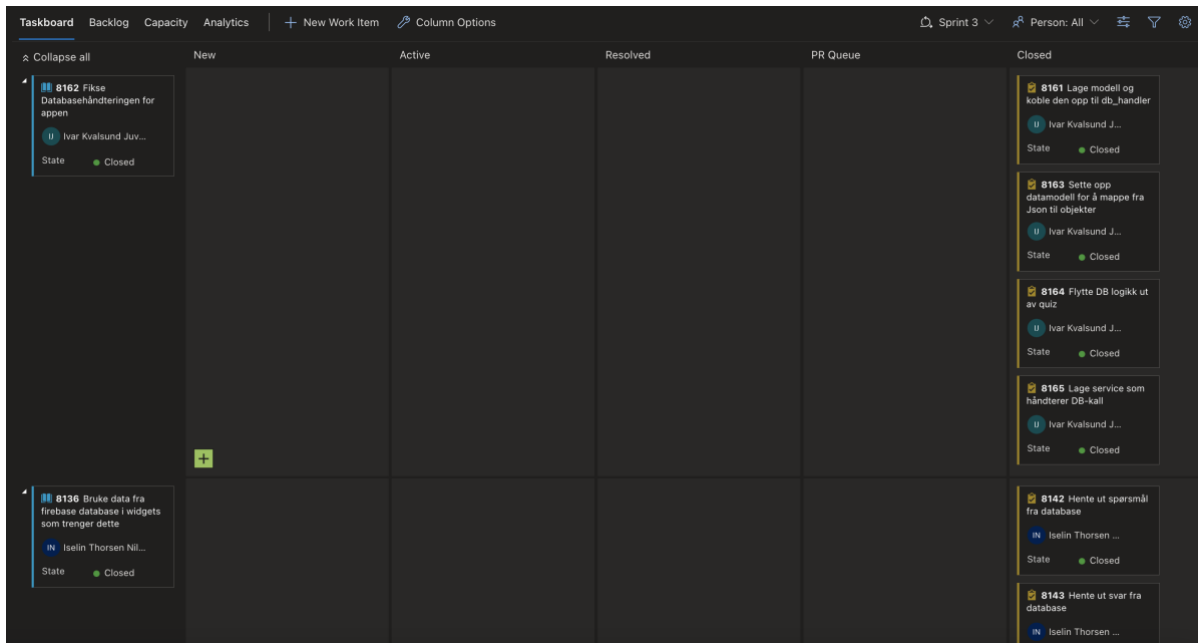 Taskboard Backlog Capacity Analytics New Work Item Column Options Sprint 3 Person: All
Collapse all New Active Resolved PR Queue Closed
8162 Fikse
Databasehåndteringen for
appen
IJ Ivar Kvalsund Juv...
State Closed
8161 Lage modell og
koble den opp til db_handler
IJ Ivar Kvalsund J...
State Closed
8163 Sette opp
datamodell for å mappe fra
Json til objekter
IJ Ivar Kvalsund J...
State Closed
8164 Flytte DB logikk ut
av quiz
IJ Ivar Kvalsund J...
State Closed
8165 Lage service som
håndterer DB-kall
IJ Ivar Kvalsund J...
State Closed
8136 Bruke data fra
firebase database i widgets
som trenger dette
IN Iselin Thorsen Nil...
State Closed
8142 Hente ut spørsmål
fra database
IN Iselin Thorsen ...
State Closed
8143 Hente ut svar fra
database
IN Iselin Thorsen ...